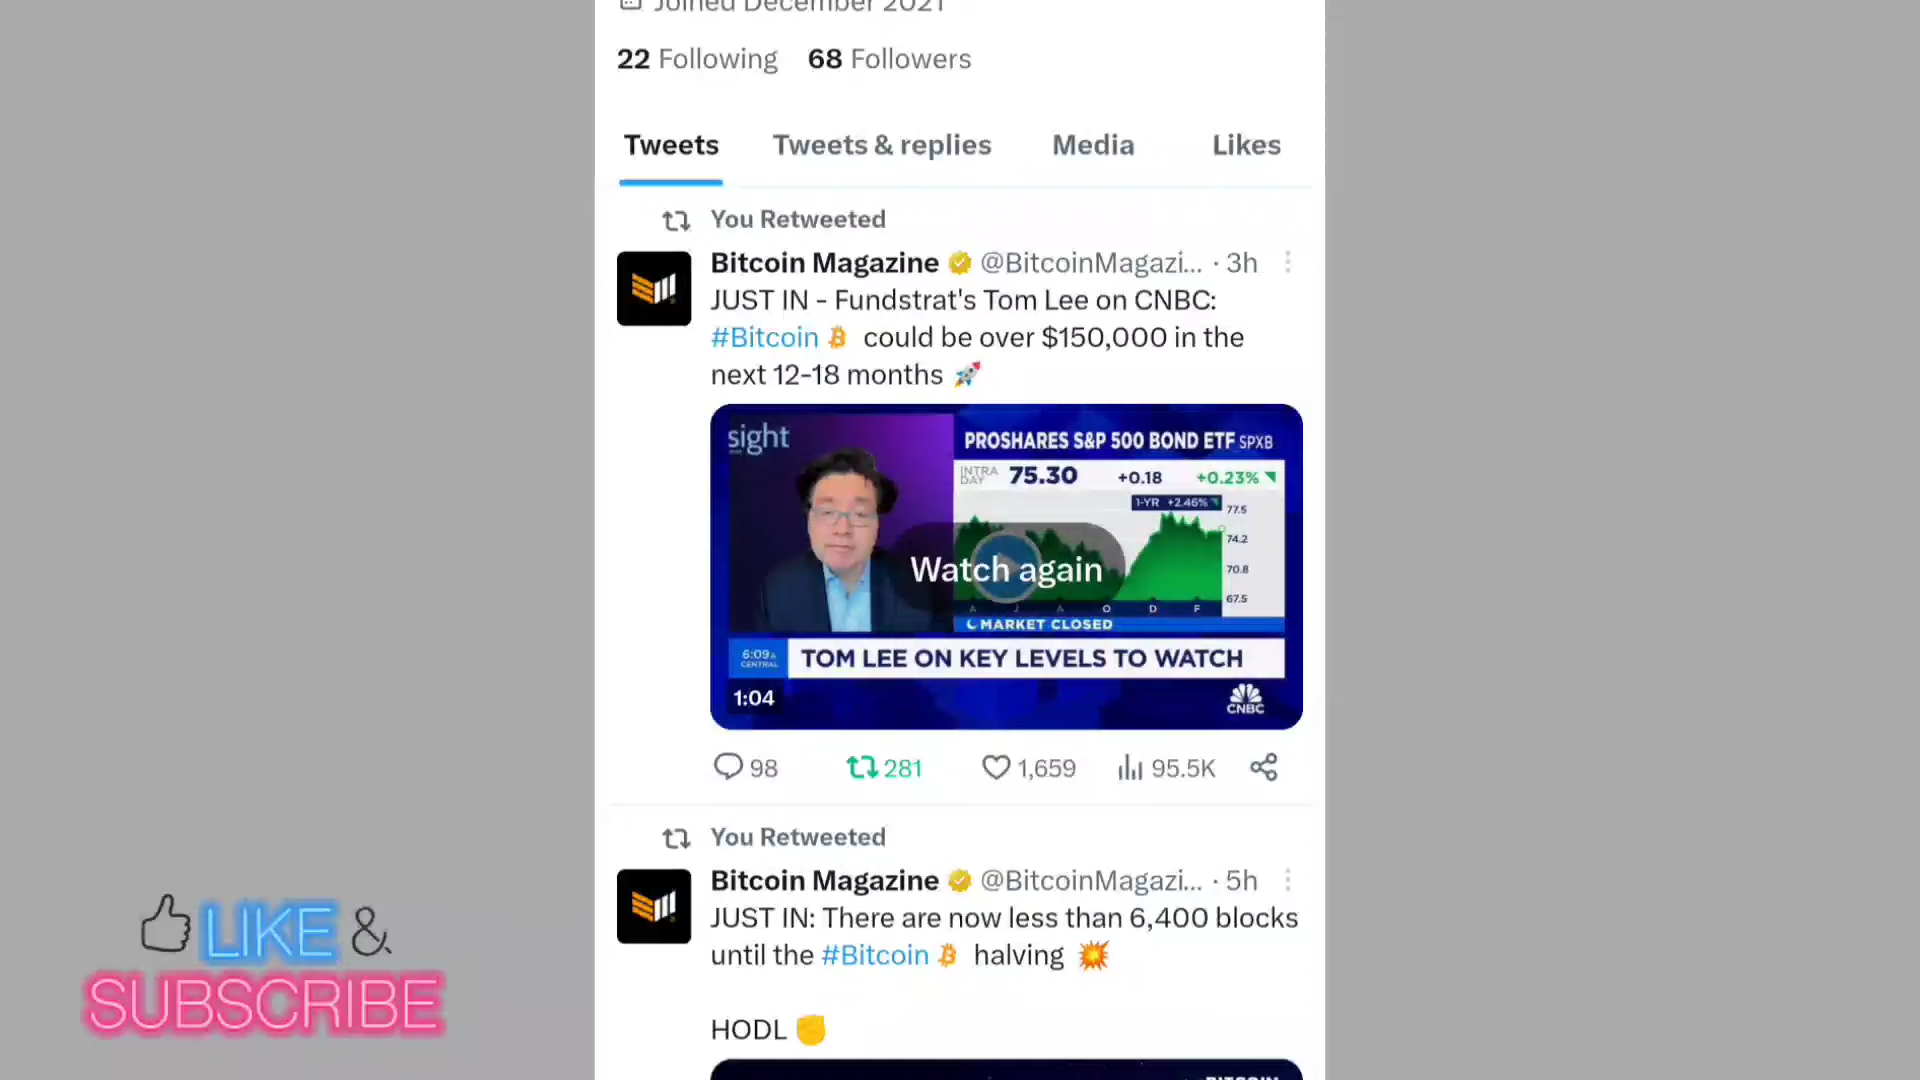 Joined December 2021
22 Following 68 Followers
Tweets Tweets & replies Media Likes
You Retweeted
Bitcoin Magazine @BitcoinMagazi... · 3h
JUST IN - Fundstrat's Tom Lee on CNBC:
#Bitcoin could be over $150,000 in the
next 12-18 months 🚀
sight
PROSHARES S&P 500 BOND ETF SPXB
INTRA DAY 75.30 +0.18 +0.23%
1-YR +2.46%
77.5
74.2
70.8
67.5
Watch again
A J A O D F
MARKET CLOSED
6:09A CENTRAL
TOM LEE ON KEY LEVELS TO WATCH
1:04
CNBC
98 281 1,659 95.5K
You Retweeted
Bitcoin Magazine @BitcoinMagazi... · 5h
JUST IN: There are now less than 6,400 blocks
until the #Bitcoin halving 💥
HODL ✊
BITCOIN
LIKE &
SUBSCRIBE